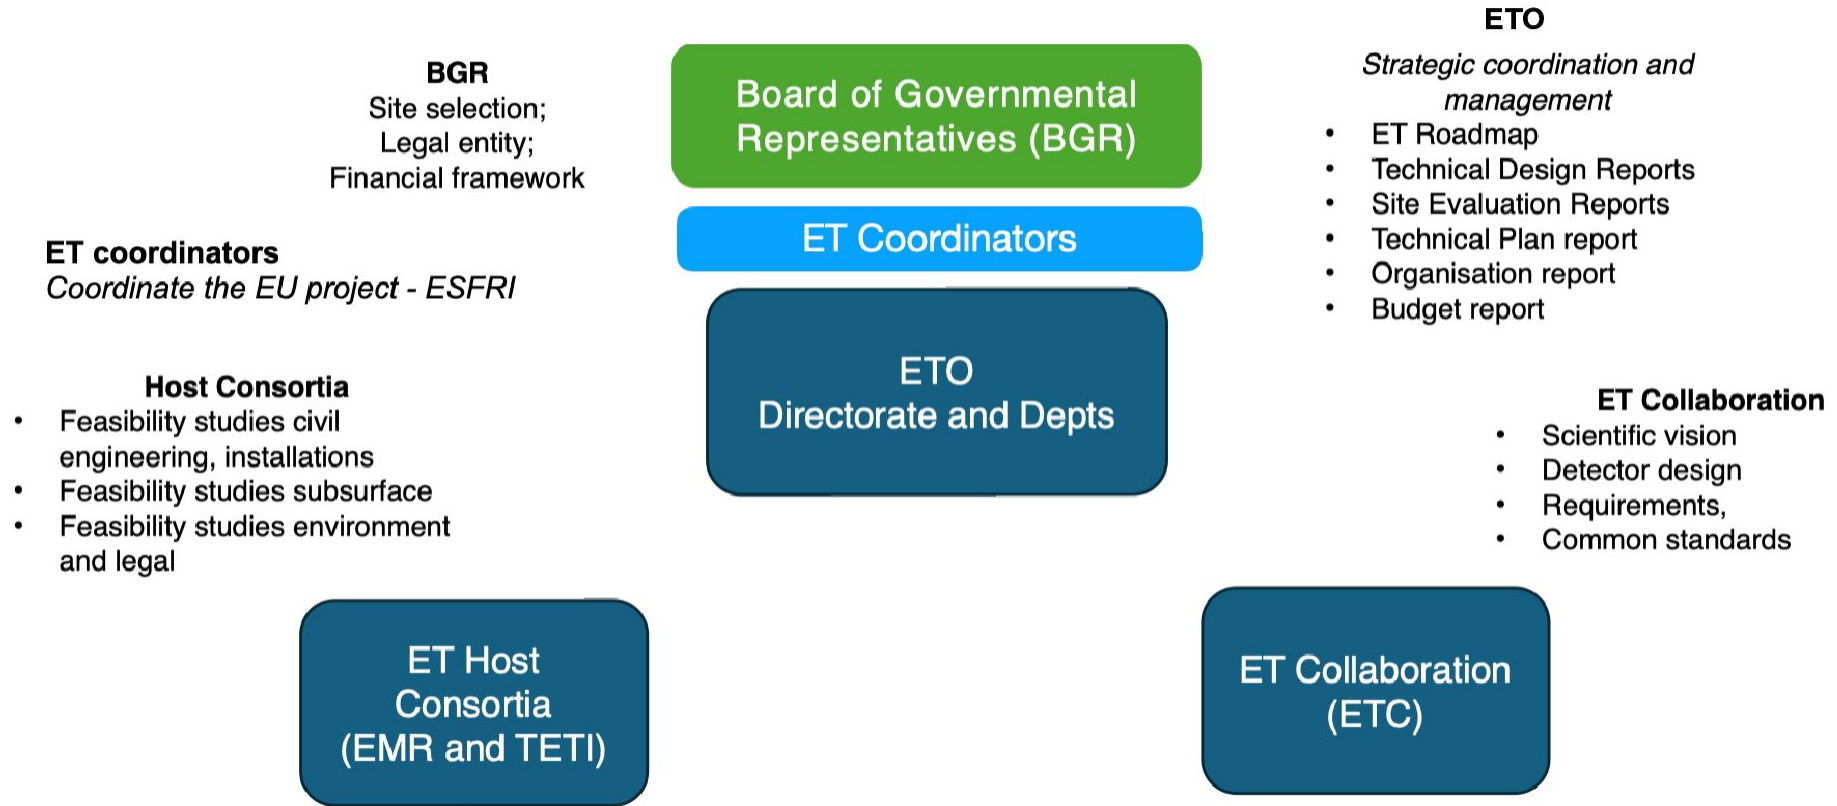 BGR
Site selection;
Legal entity;
Financial framework
Board of Governmental
Representatives (BGR)
ETO
Strategic coordination and
management
• ET Roadmap
• Technical Design Reports
• Site Evaluation Reports
• Technical Plan report
• Organisation report
• Budget report
ET coordinators
Coordinate the EU project - ESFRI
ET Coordinators
ETO
Directorate and Depts
Host Consortia
• Feasibility studies civil
engineering, installations
• Feasibility studies subsurface
• Feasibility studies environment
and legal
ET Collaboration
• Scientific vision
• Detector design
• Requirements,
• Common standards
ET Host
Consortia
(EMR and TETI)
ET Collaboration
(ETC)